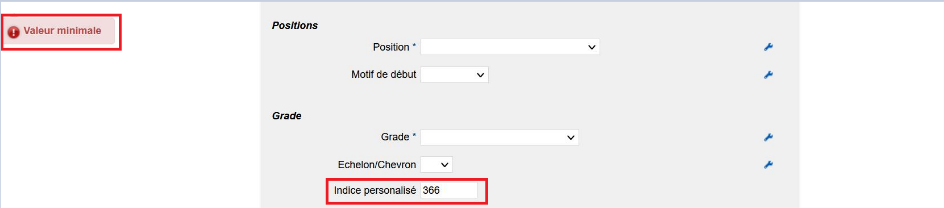 Valeur minimale
Positions
Position *
Motif de début
Grade
Grade *
Echelon/Chevron
Indice personalisé 366